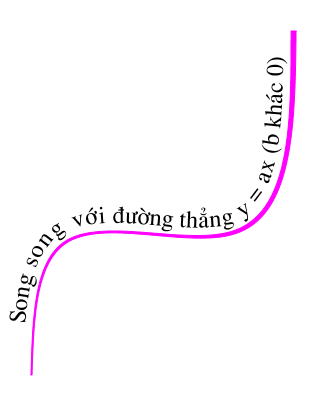 Song song với đường thẳng y = ax (b khác 0)